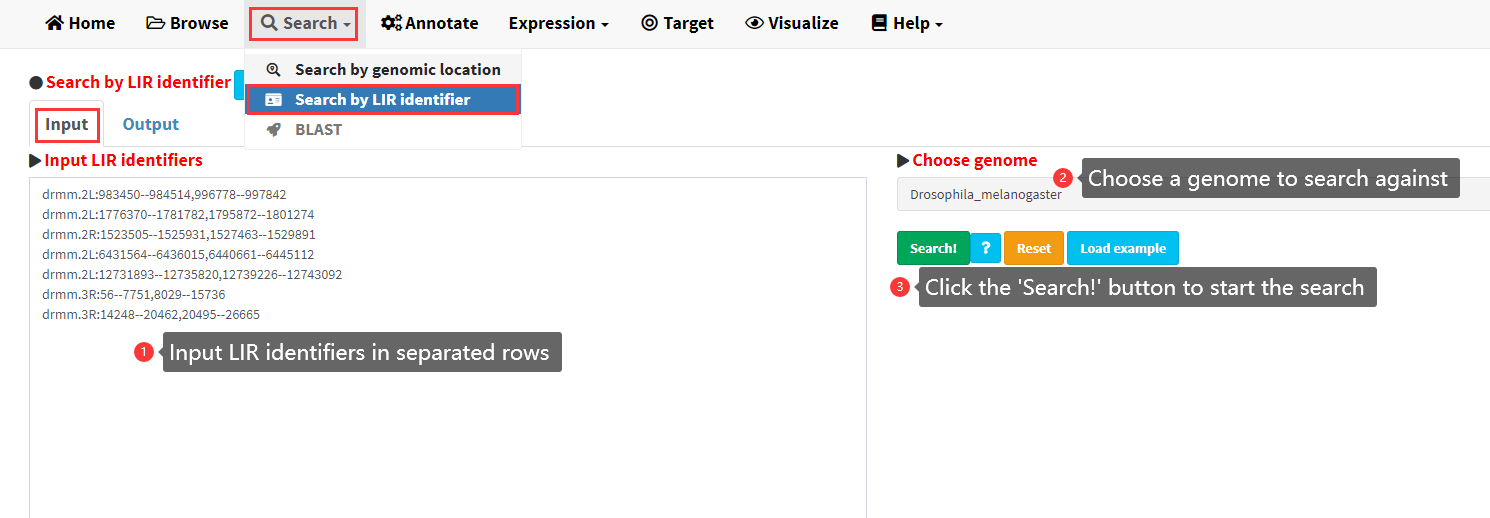 Home Browse Search Annotate Expression Target Visualize Help
Search by genomic location
Search by LIR identifier
Search by LIR identifier
BLAST
Input Output
Input LIR identifiers
drmm.2L:983450--984514,996778--997842
drmm.2L:1776370--1781782,1795872--1801274
drmm.2R:1523505--1525931,1527463--1529891
drmm.2L:6431564--6436015,6440661--6445112
drmm.2L:12731893--12735820,12739226--12743092
drmm.3R:56--7751,8029--15736
drmm.3R:14248--20462,20495--26665
1 Input LIR identifiers in separated rows
Choose genome
2 Choose a genome to search against
Drosophila_melanogaster
Search! ? Reset Load example
3 Click the 'Search!' button to start the search